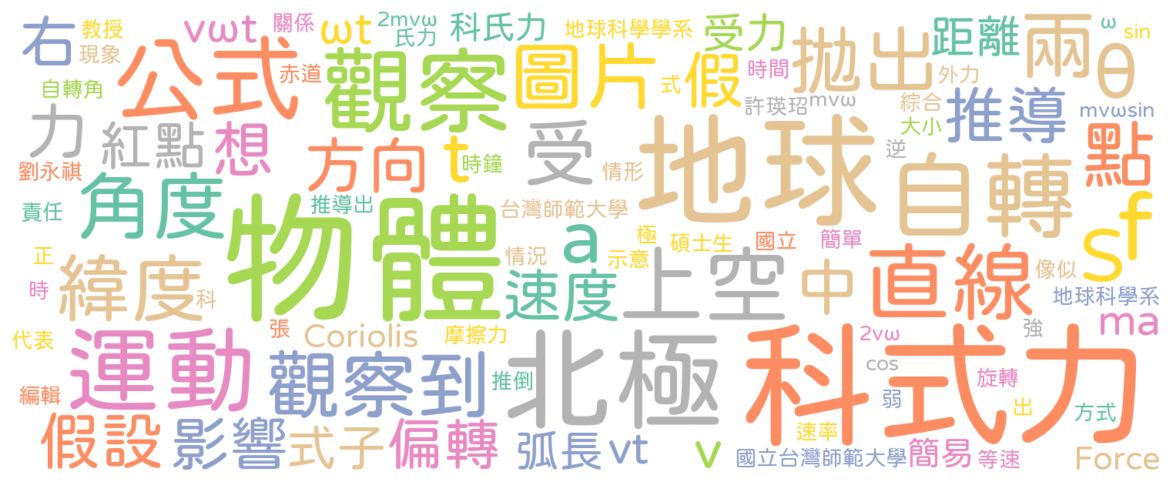 右 教授 vωt 關係 ωt 2mvω 科氏力 地球科學學系 受力 距離 兩 ω sin
現象 公式 氏力 觀察 圖片 式 假 時間 拋出 外力 θ
自轉角 赤道 許瑛玿 mvω 綜合 推導 mvωsin
力 紅點 想 方向 t 時鐘 受 地球 大小 逆 自轉 點
劉永祺 角度 情形 f
責任 推導出 物體 台灣師範大學 極 碩士生 國立 簡單 s
正 緯度 情況 a 示意 上空 中 直線 像似
時 科 速度 地球科學系
代表 運動 張 Coriolis 摩擦力 北極 科式力 2vω 強 ma
編輯 觀察到 推倒 cos 弱 旋轉 出 方式
假設 影響 式子 偏轉 弧長 vt v 速率 國立台灣師範大學 簡易 等速 Force